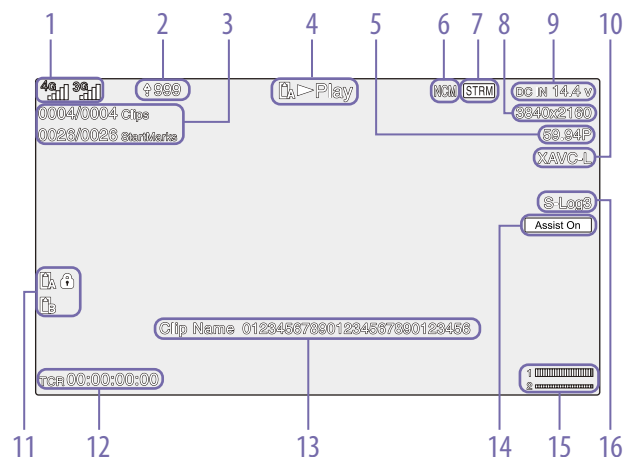 1 2 3 4 5 6 7 8 9 10
4G 3G 999 A Play NCM STRM DC IN 14.4 V
0004/0004 Clips 3840x2160
0026/0026 StartMarks 59.94P
XAVC-L
S-Log3
Assist On
A
B
Clip Name 012345678901234567890123456
TCR 00:00:00:00
1
2
11 12 13 14 15 16